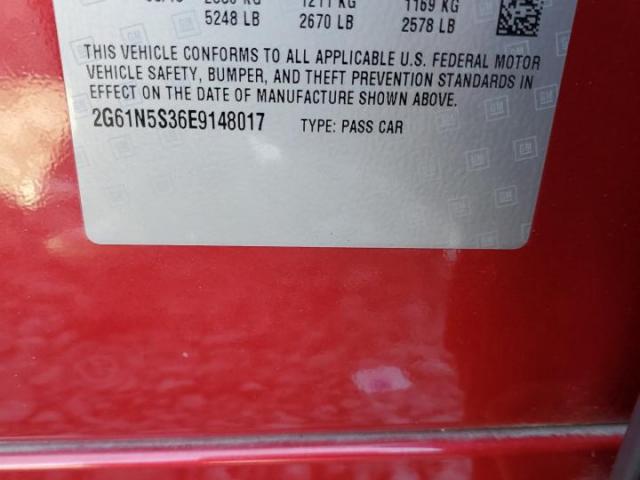 5248 LB 2670 LB 2578 LB
THIS VEHICLE CONFORMS TO ALL APPLICABLE U.S. FEDERAL MOTOR
VEHICLE SAFETY, BUMPER, AND THEFT PREVENTION STANDARDS IN
EFFECT ON THE DATE OF MANUFACTURE SHOWN ABOVE.
2G61N5S36E9148017 TYPE: PASS CAR
GM